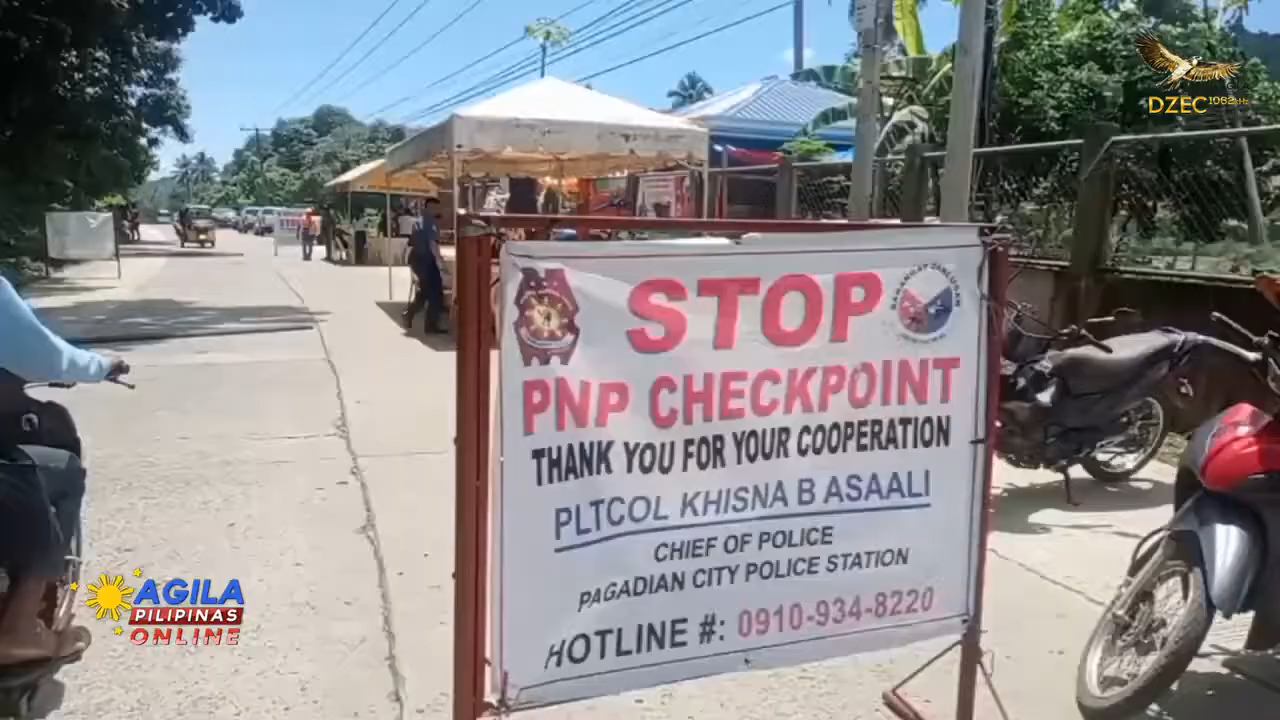 DZEC 1062kHz
STOP
PNP CHECKPOINT
THANK YOU FOR YOUR COOPERATION
PLTCOL KHISNA B ASAALI
CHIEF OF POLICE
PAGADIAN CITY POLICE STATION
HOTLINE #: 0910-934-8220
AGILA
PILIPINAS
ONLINE